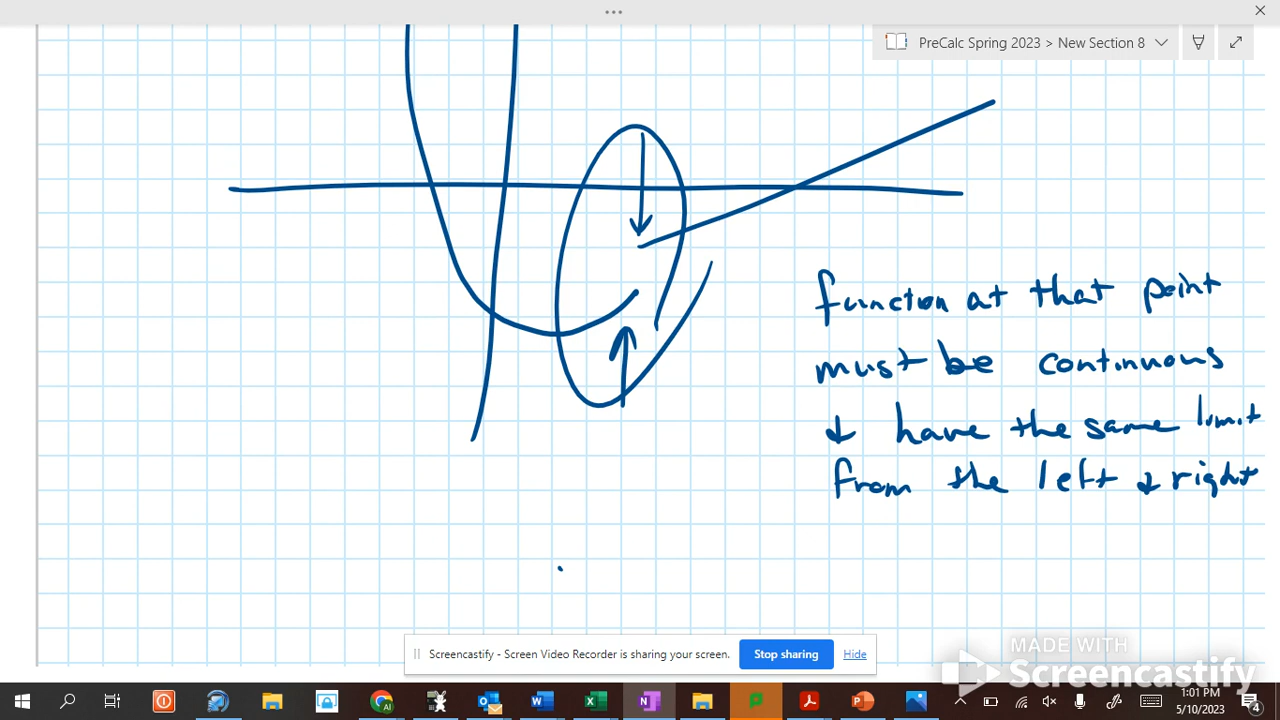 PreCalc Spring 2023 > New Section 8
function at that point
must be continuous
& have the same limit
from the left & right
Screencastify - Screen Video Recorder is sharing your screen. Stop sharing Hide
MADE WITH
Screencastify
1:01 PM
5/10/2023
4